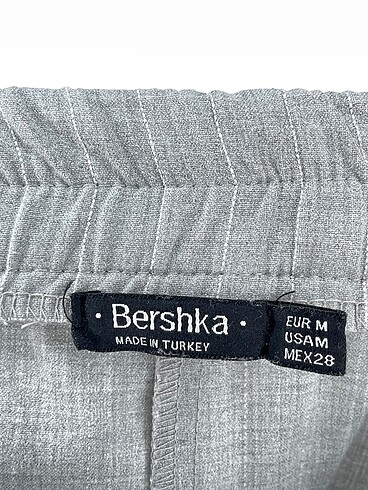 · Bershka ·
MADE IN TURKEY
EUR M
USA M
MEX 28